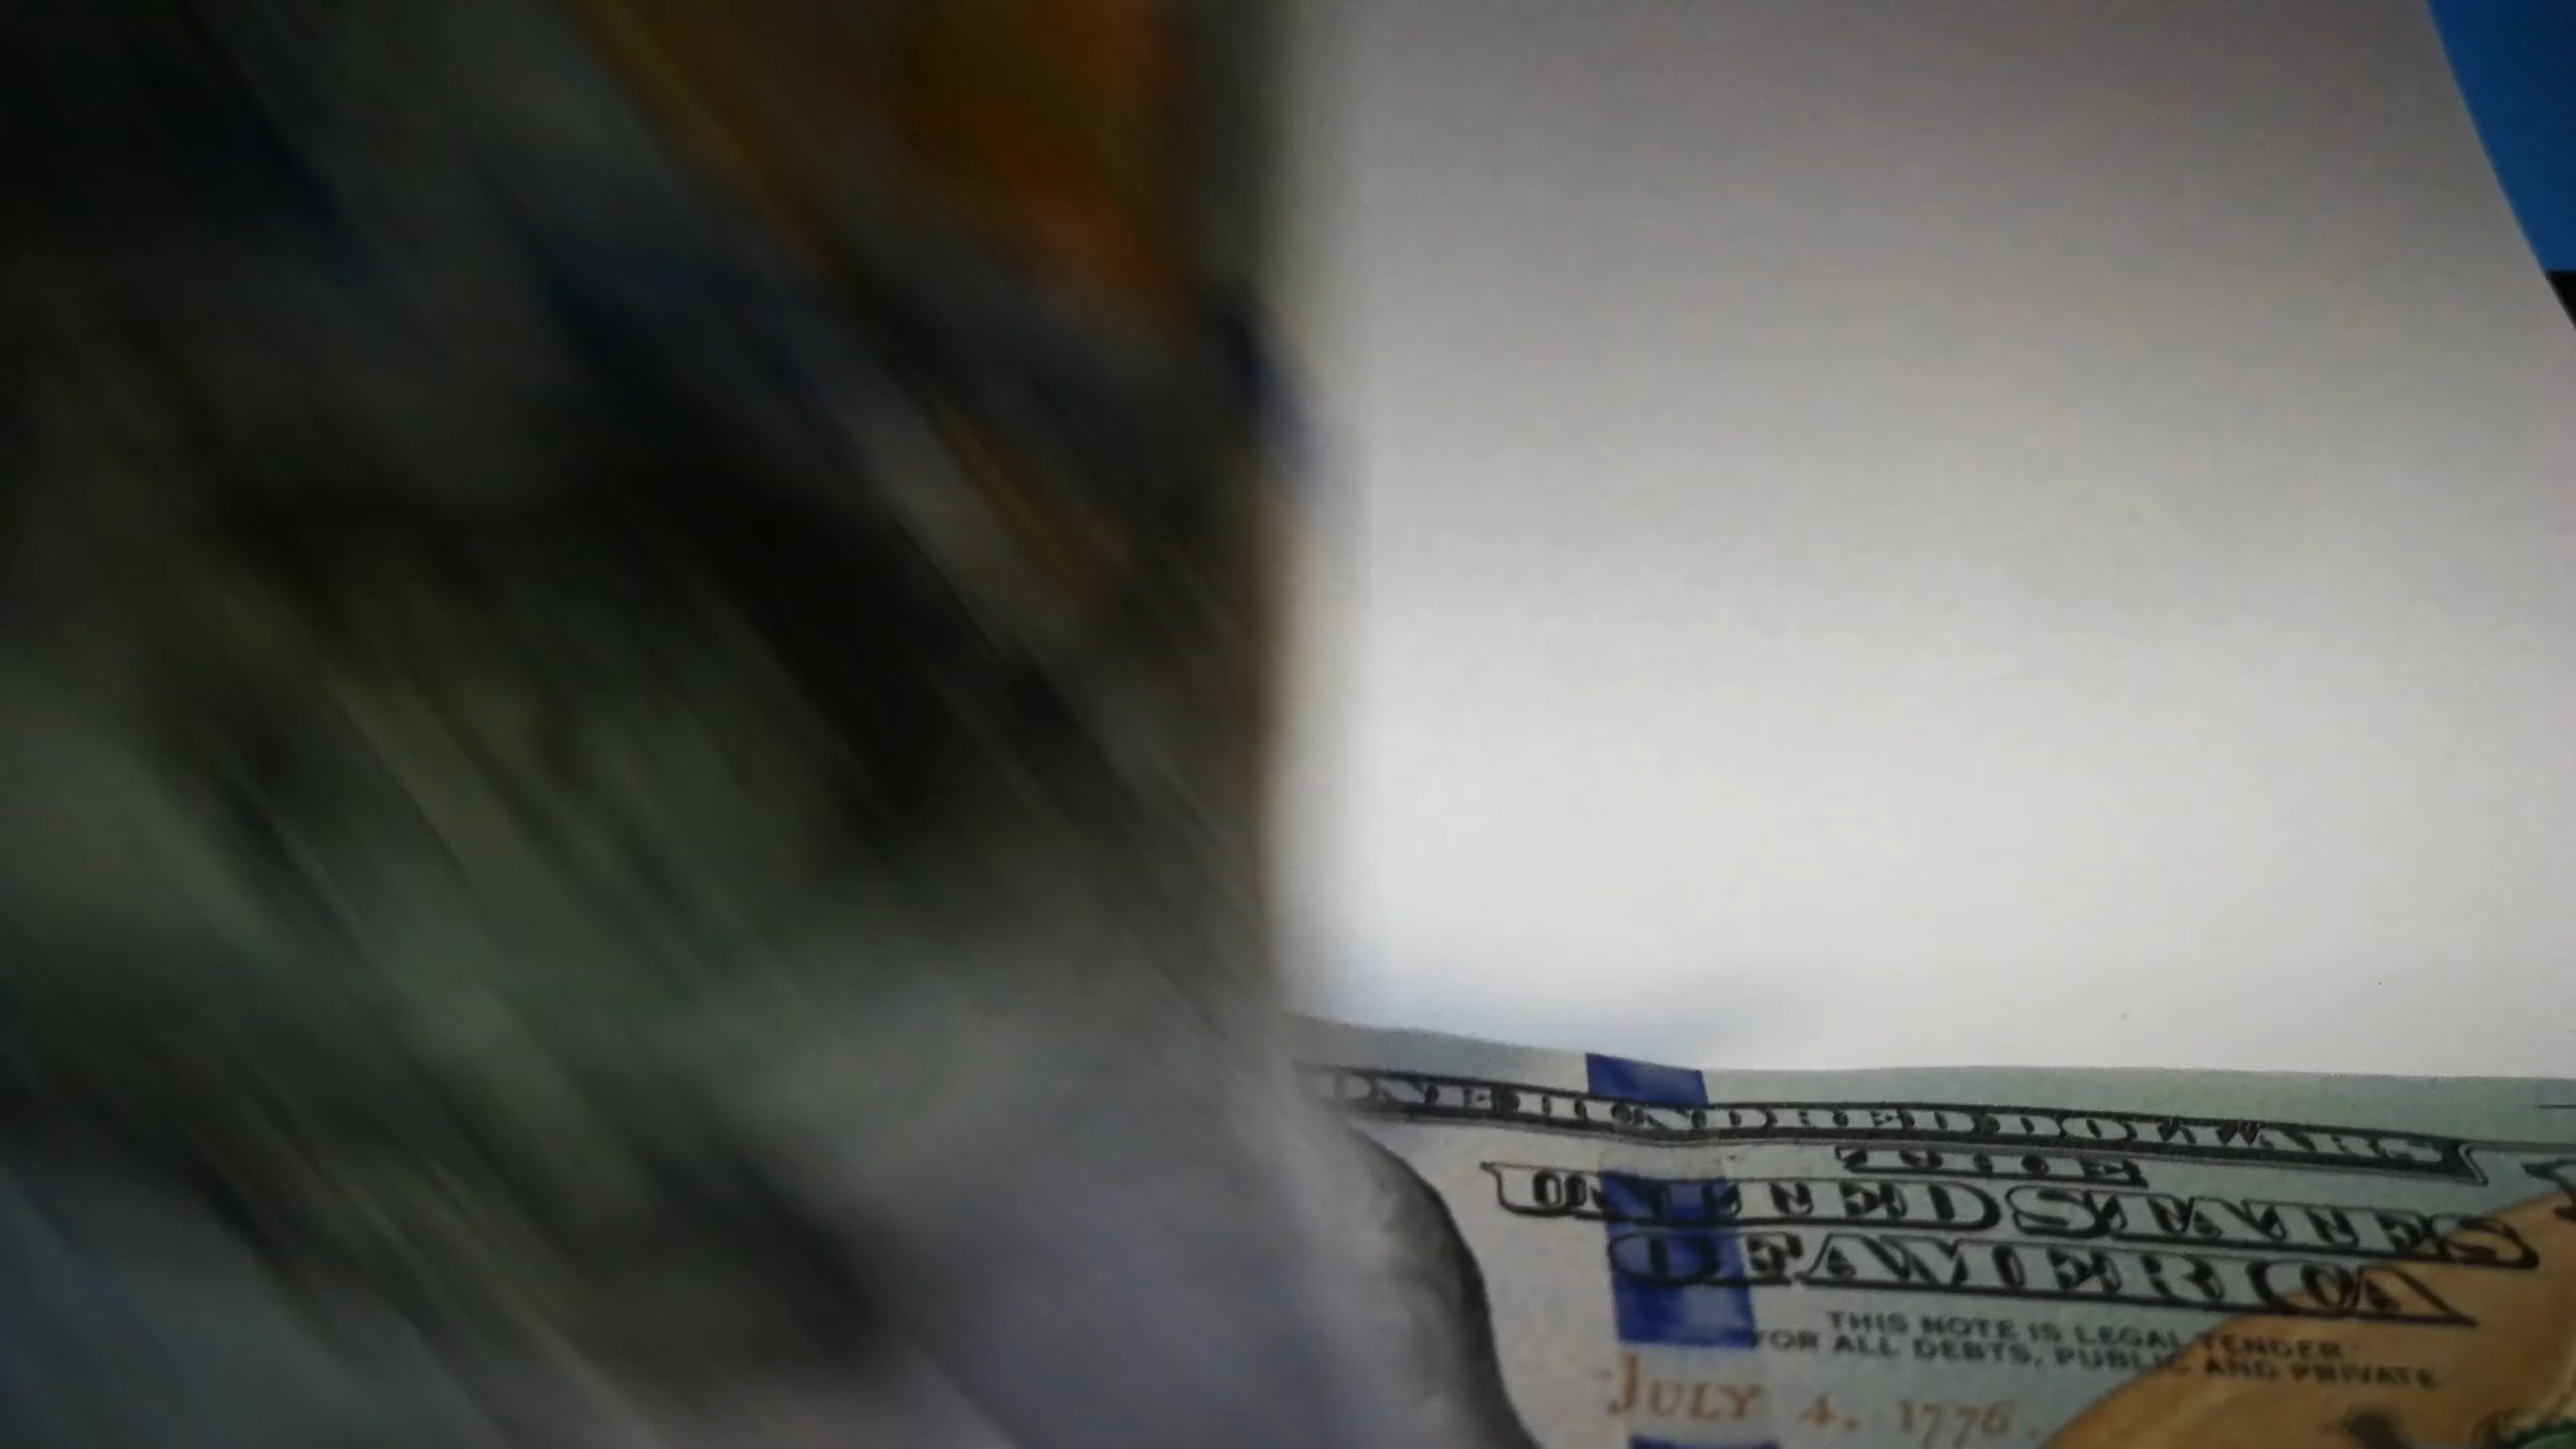 ONE HUNDRED DOLLARS
THE
UNITED STATES
OF AMERICA
THIS NOTE IS LEGAL TENDER
FOR ALL DEBTS, PUBLIC AND PRIVATE
JULY 4, 1776